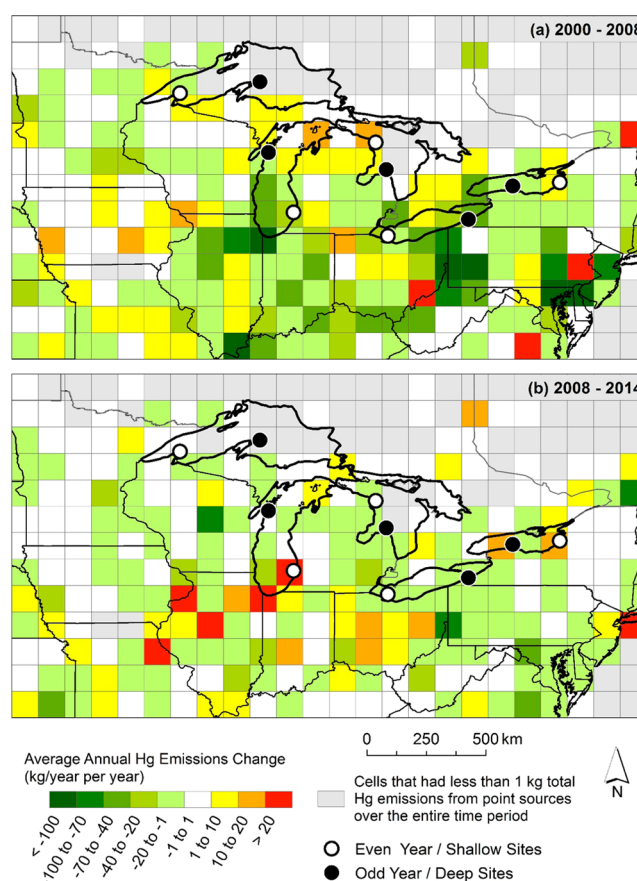 (a) 2000 - 2008
(b) 2008 - 2014
Average Annual Hg Emissions Change
(kg/year per year)
< -100
-100 to -70
-70 to -40
-40 to -20
-20 to -1
-1 to 1
1 to 10
10 to 20
> 20
0 250 500 km
Cells that had less than 1 kg total
Hg emissions from point sources
over the entire time period
Even Year / Shallow Sites
Odd Year / Deep Sites
N